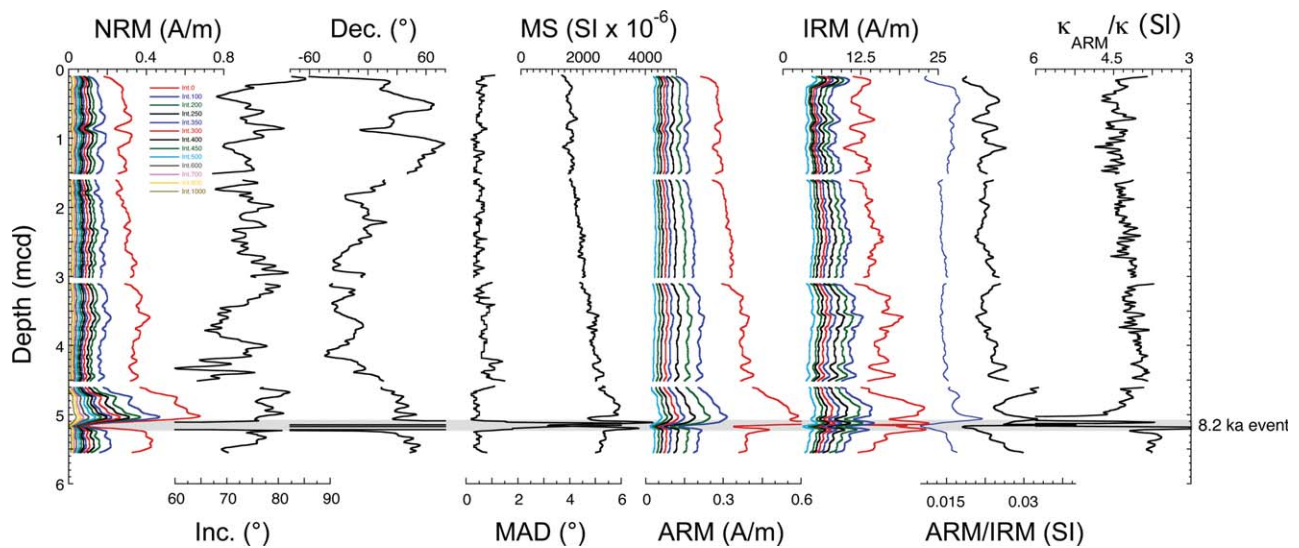 NRM (A/m) Dec. (°) MS (SI x 10-6) IRM (A/m) κARM/κ (SI)
0 0.4 0.8 -60 0 60 0 2000 4000 0 12.5 25 6 4.5 3
0
1
2
3
4
5
6
Depth (mcd)
Int.0
Int.100
Int.200
Int.250
Int.350
Int.300
Int.400
Int.450
Int.500
Int.600
Int.700
Int.1000
8.2 ka event
60 70 80 90 0 2 4 6 0 0.3 0.6 0.015 0.03
Inc. (°) MAD (°) ARM (A/m) ARM/IRM (SI)